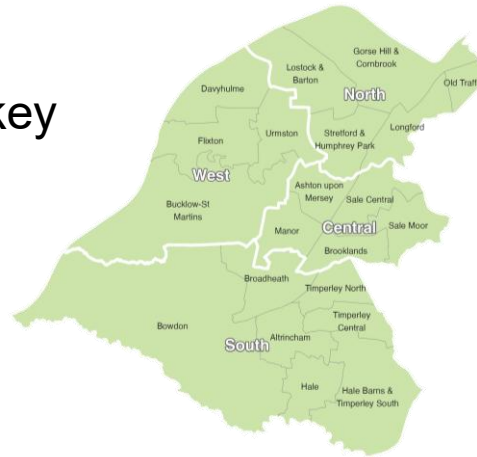 key
Gorse Hill &
Cornbrook
Lostock &
Barton
Old Traff
Davyhulme
North
Longford
Urmston
Stretford &
Humphrey Park
Flixton
West
Ashton upon
Mersey
Sale Central
Bucklow-St
Martins
Manor
Central
Sale Moor
Brooklands
Broadheath
Timperley North
Timperley
Central
Bowdon
Altrincham
South
Hale
Hale Barns &
Timperley South